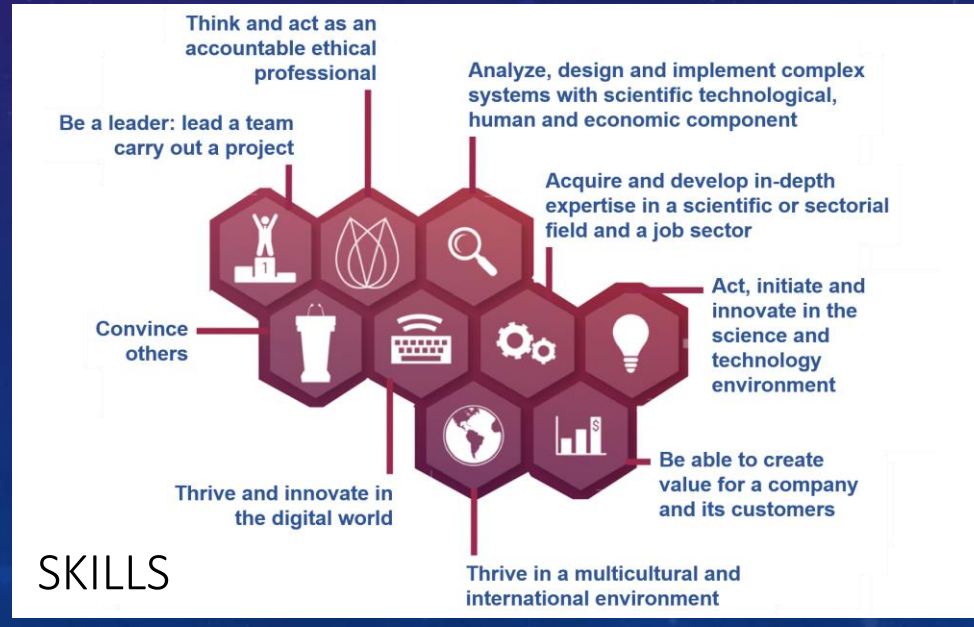 Think and act as an
accountable ethical
professional
Analyze, design and implement complex
systems with scientific technological,
human and economic component
Be a leader: lead a team
carry out a project
Acquire and develop in-depth
expertise in a scientific or sectorial
field and a job sector
1
Act, initiate and
innovate in the
science and
technology
environment
Convince
others
$
Be able to create
value for a company
and its customers
Thrive and innovate in
the digital world
SKILLS
Thrive in a multicultural and
international environment